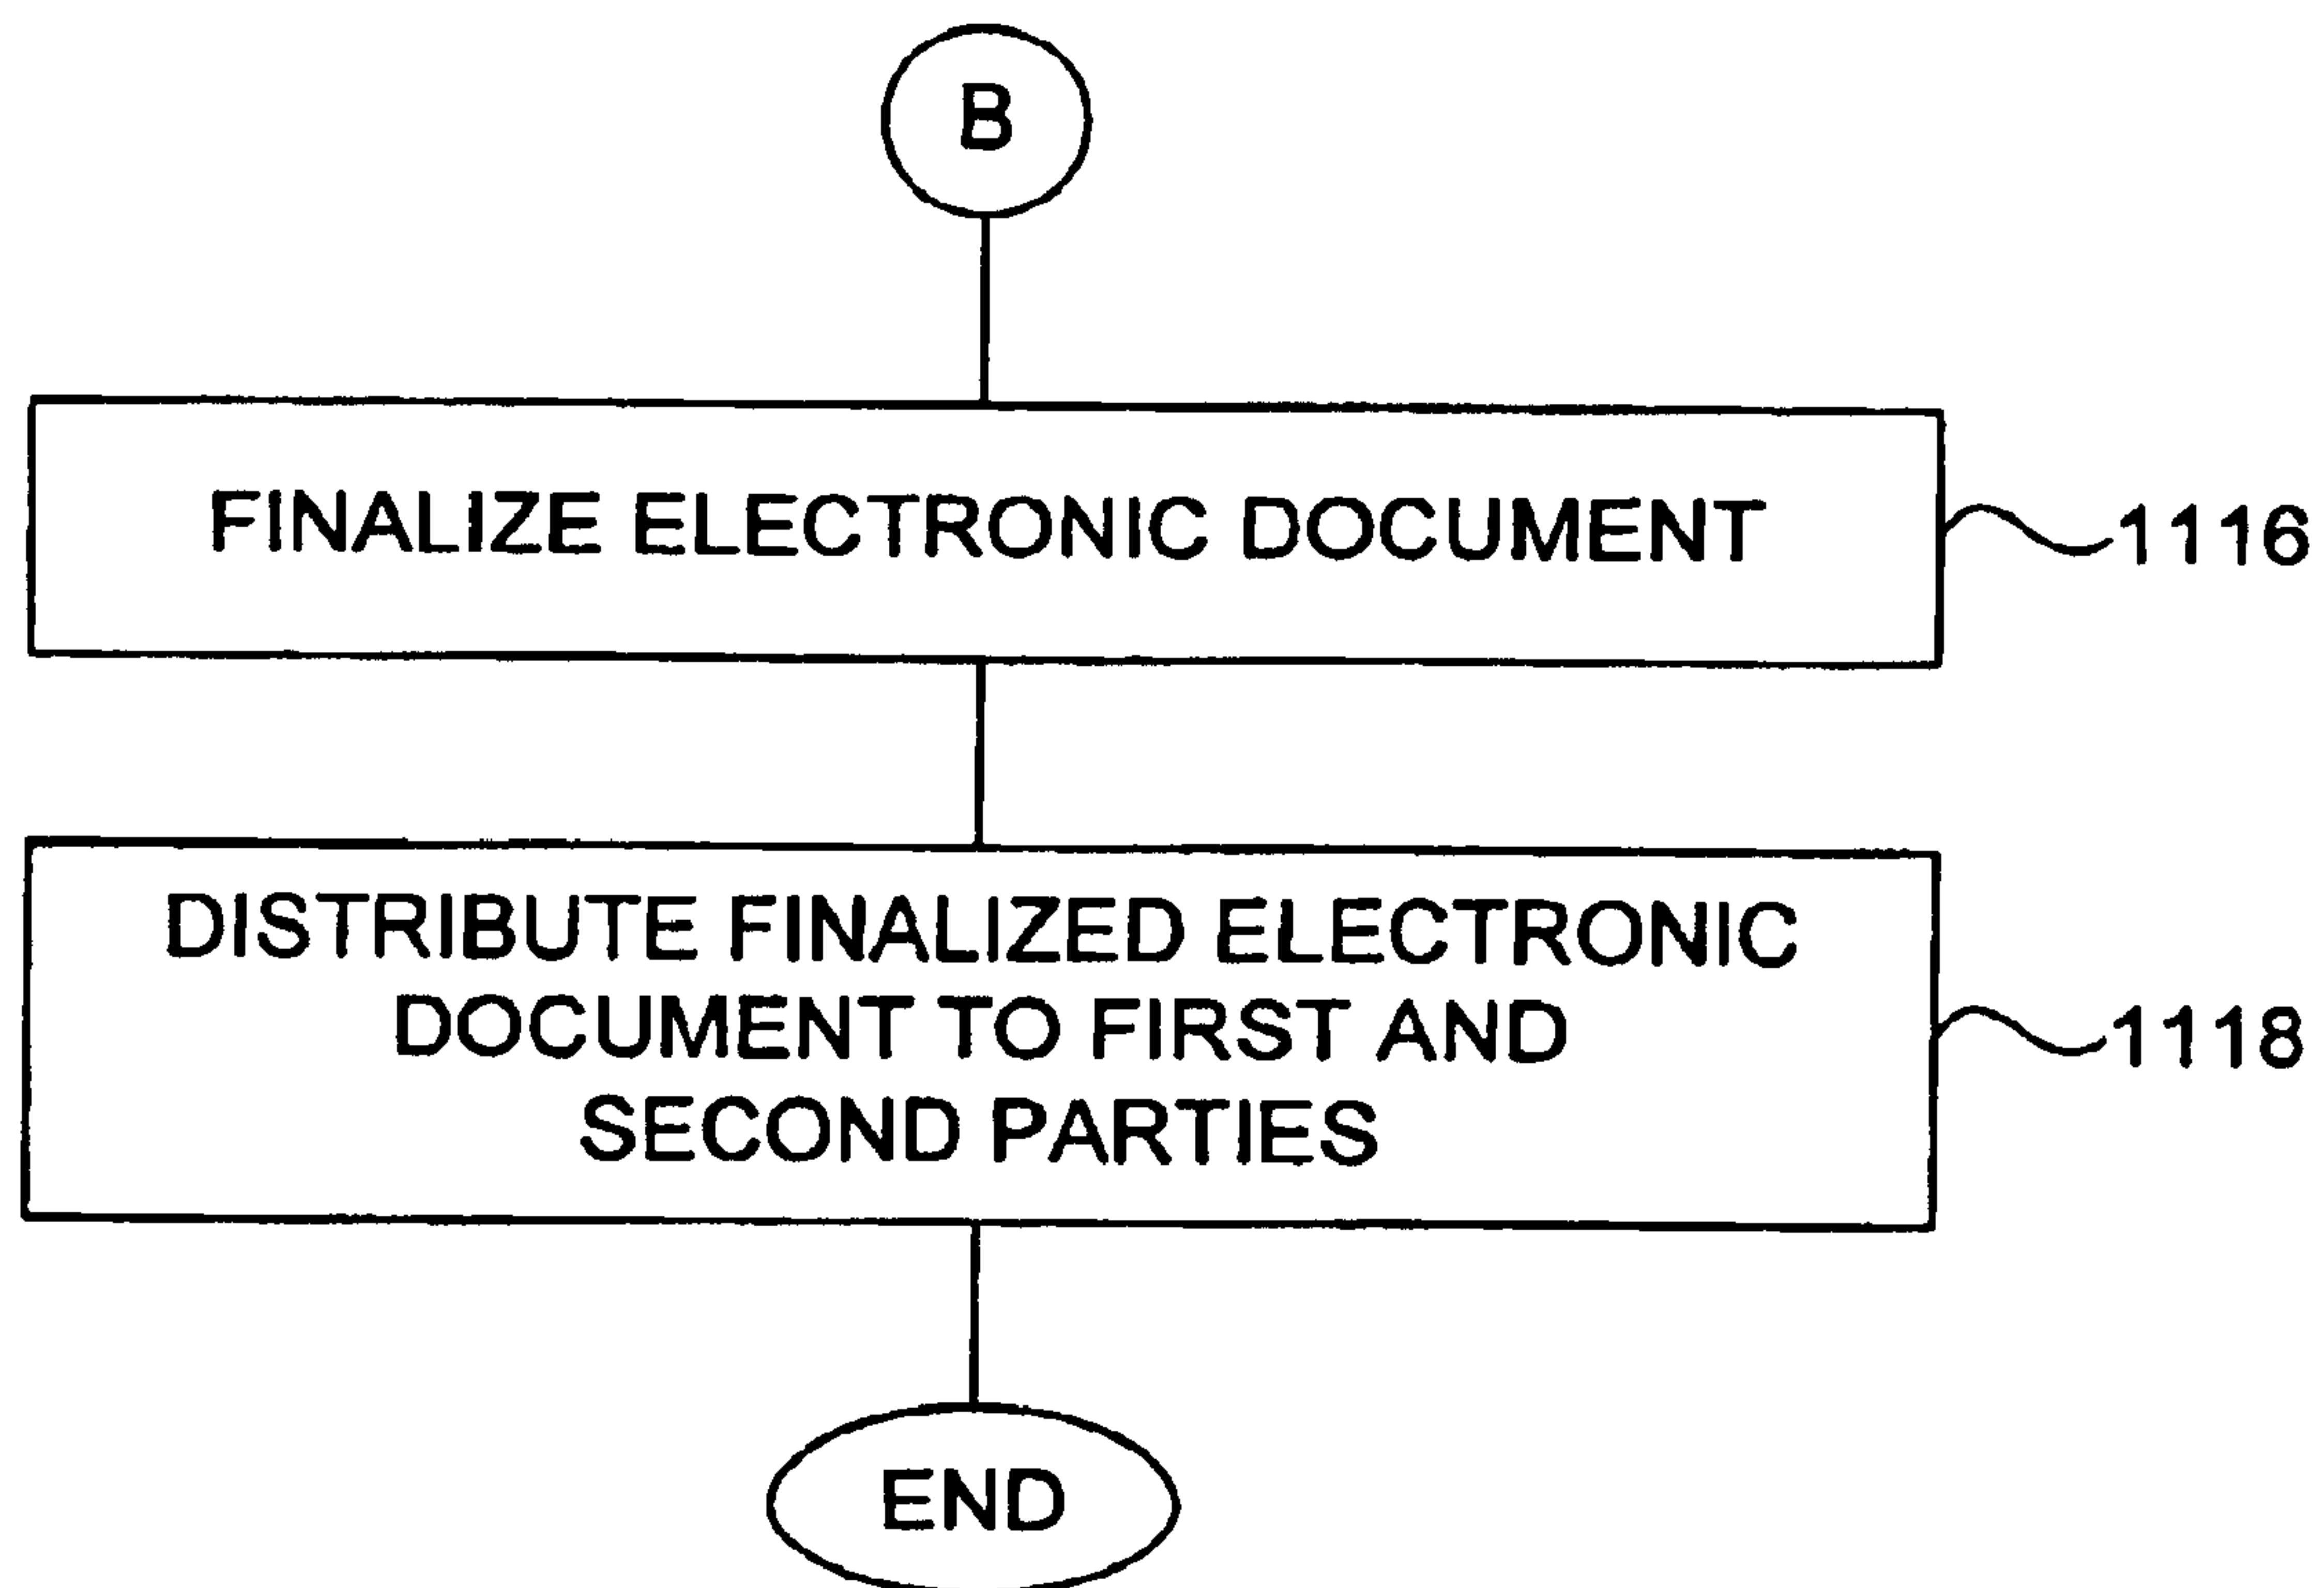 B
FINALIZE ELECTRONIC DOCUMENT
1116
DISTRIBUTE FINALIZED ELECTRONIC
DOCUMENT TO FIRST AND
SECOND PARTIES
1118
END